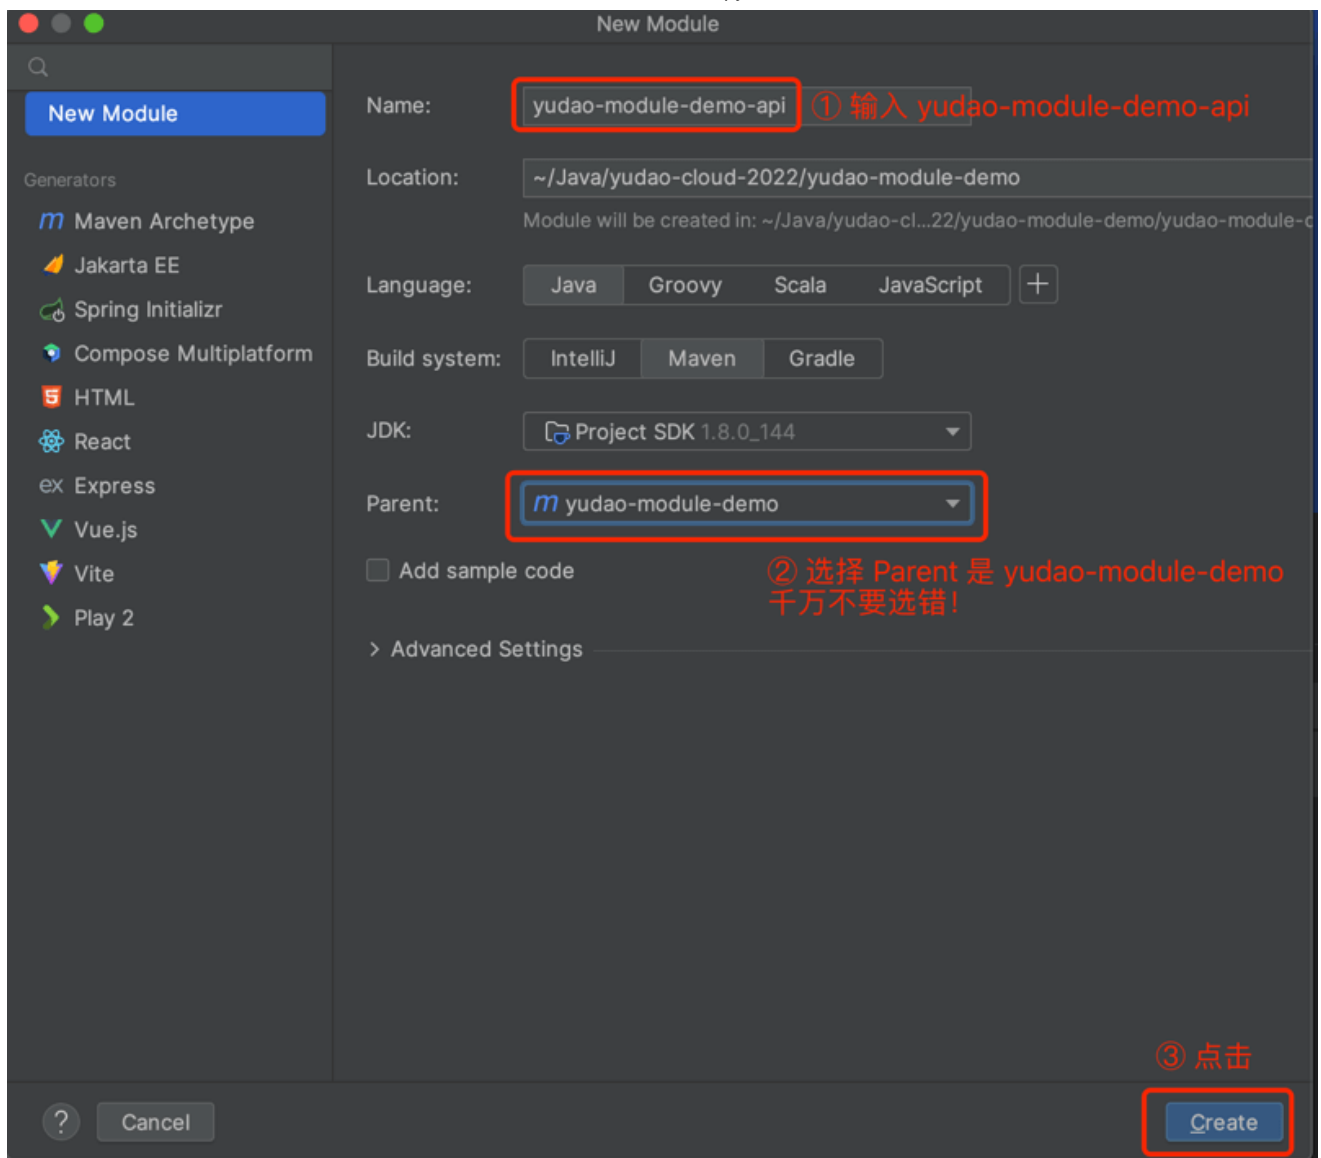 New Module
New Module
Name:
yudao-module-demo-api
① 输入 yudao-module-demo-api
Generators
Location:
~/Java/yudao-cloud-2022/yudao-module-demo
Maven Archetype
Module will be created in: ~/Java/yudao-cl...22/yudao-module-demo/yudao-module-
Jakarta EE
Language:
Java
Groovy
Scala
JavaScript
Spring Initializr
Compose Multiplatform
Build system:
IntelliJ
Maven
Gradle
HTML
React
JDK:
Project SDK 1.8.0_144
Express
Parent:
yudao-module-demo
Vue.js
Vite
Add sample code
② 选择 Parent 是 yudao-module-demo
千万不要选错!
Play 2
Advanced Settings
③ 点击
?
Cancel
Create